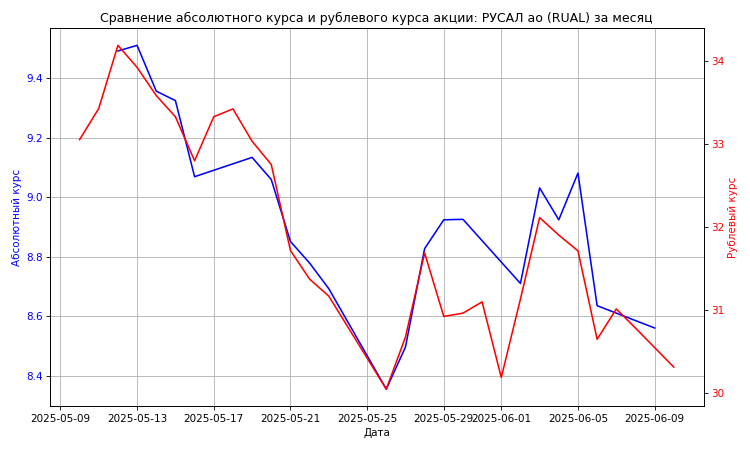 Сравнение абсолютного курса и рублевого курса акции: РУСАЛ ао (RUAL) за месяц
9.4
9.2
9.0
8.8
8.6
8.4
Абсолютный курс
34
33
32
31
30
Рублевый курс
2025-05-09 2025-05-13 2025-05-17 2025-05-21 2025-05-25 2025-05-29 2025-06-01 2025-06-05 2025-06-09
Дата